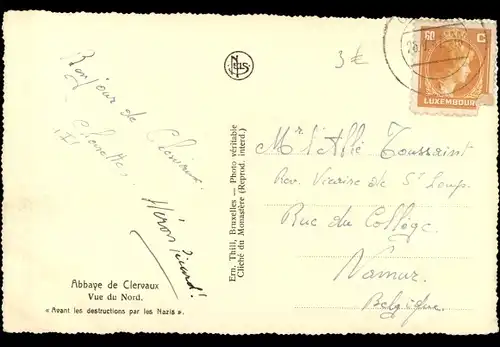 Bonjour de Clervaux.
3 €
60 C
LUXEMBOURG
NELS
Ern. Thill, Bruxelles — Photo véritable
Cliché du Monastère (Reprod. interd.)
Mr l'Abbé Toussaint
Rev. Vicaire de St Loup
Rue du Collège
Namur.
Belgique.
Abbaye de Clervaux
Vue du Nord.
« Avant les destructions par les Nazis ».